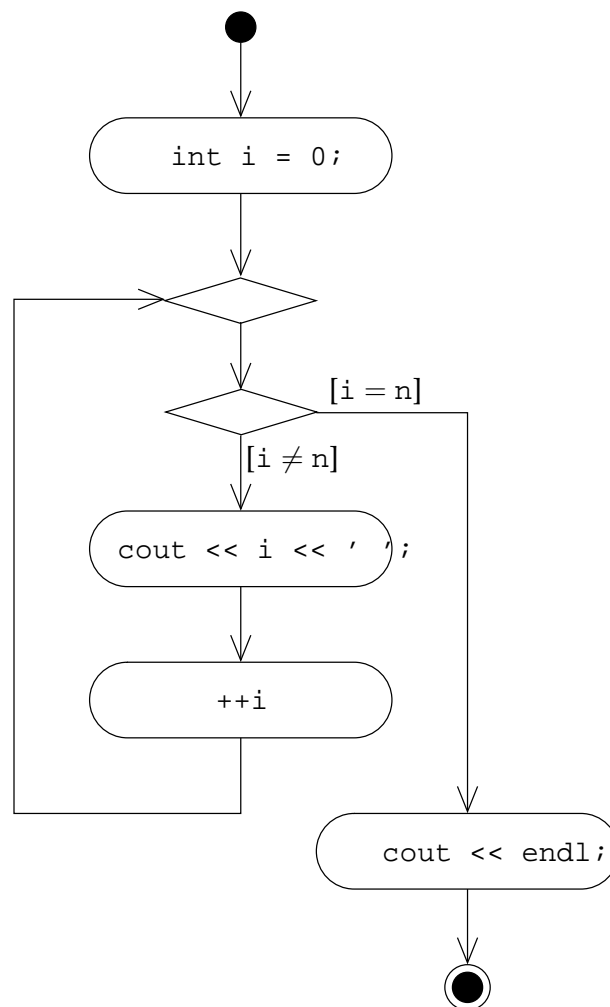 int i = 0;
[i = n]
[i ≠ n]
cout << i << ' ';
++i
cout << endl;